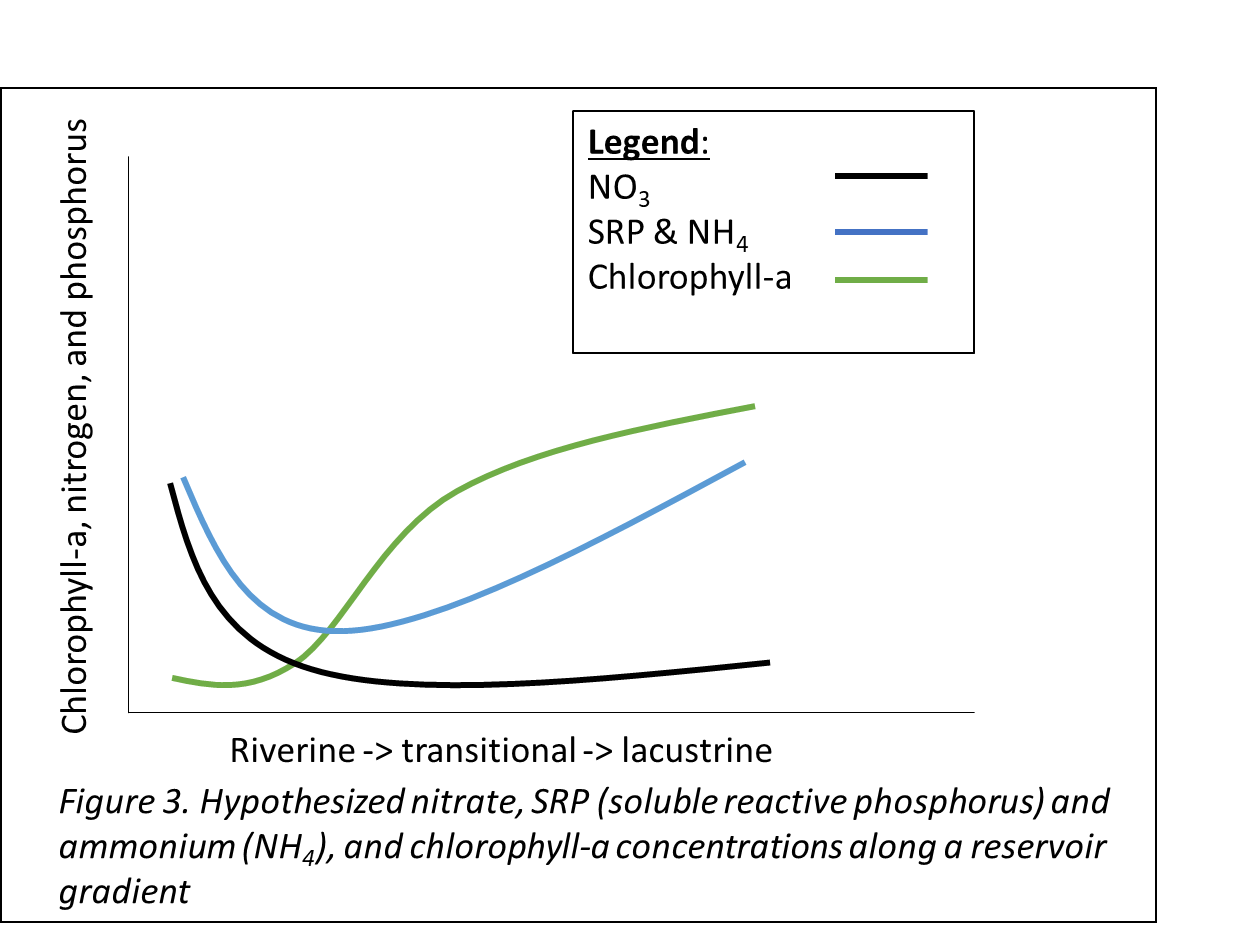 Chlorophyll-a, nitrogen, and phosphorus
Legend:
NO₃
SRP & NH₄
Chlorophyll-a
Riverine -> transitional -> lacustrine
Figure 3. Hypothesized nitrate, SRP (soluble reactive phosphorus) and
ammonium (NH₄), and chlorophyll-a concentrations along a reservoir
gradient